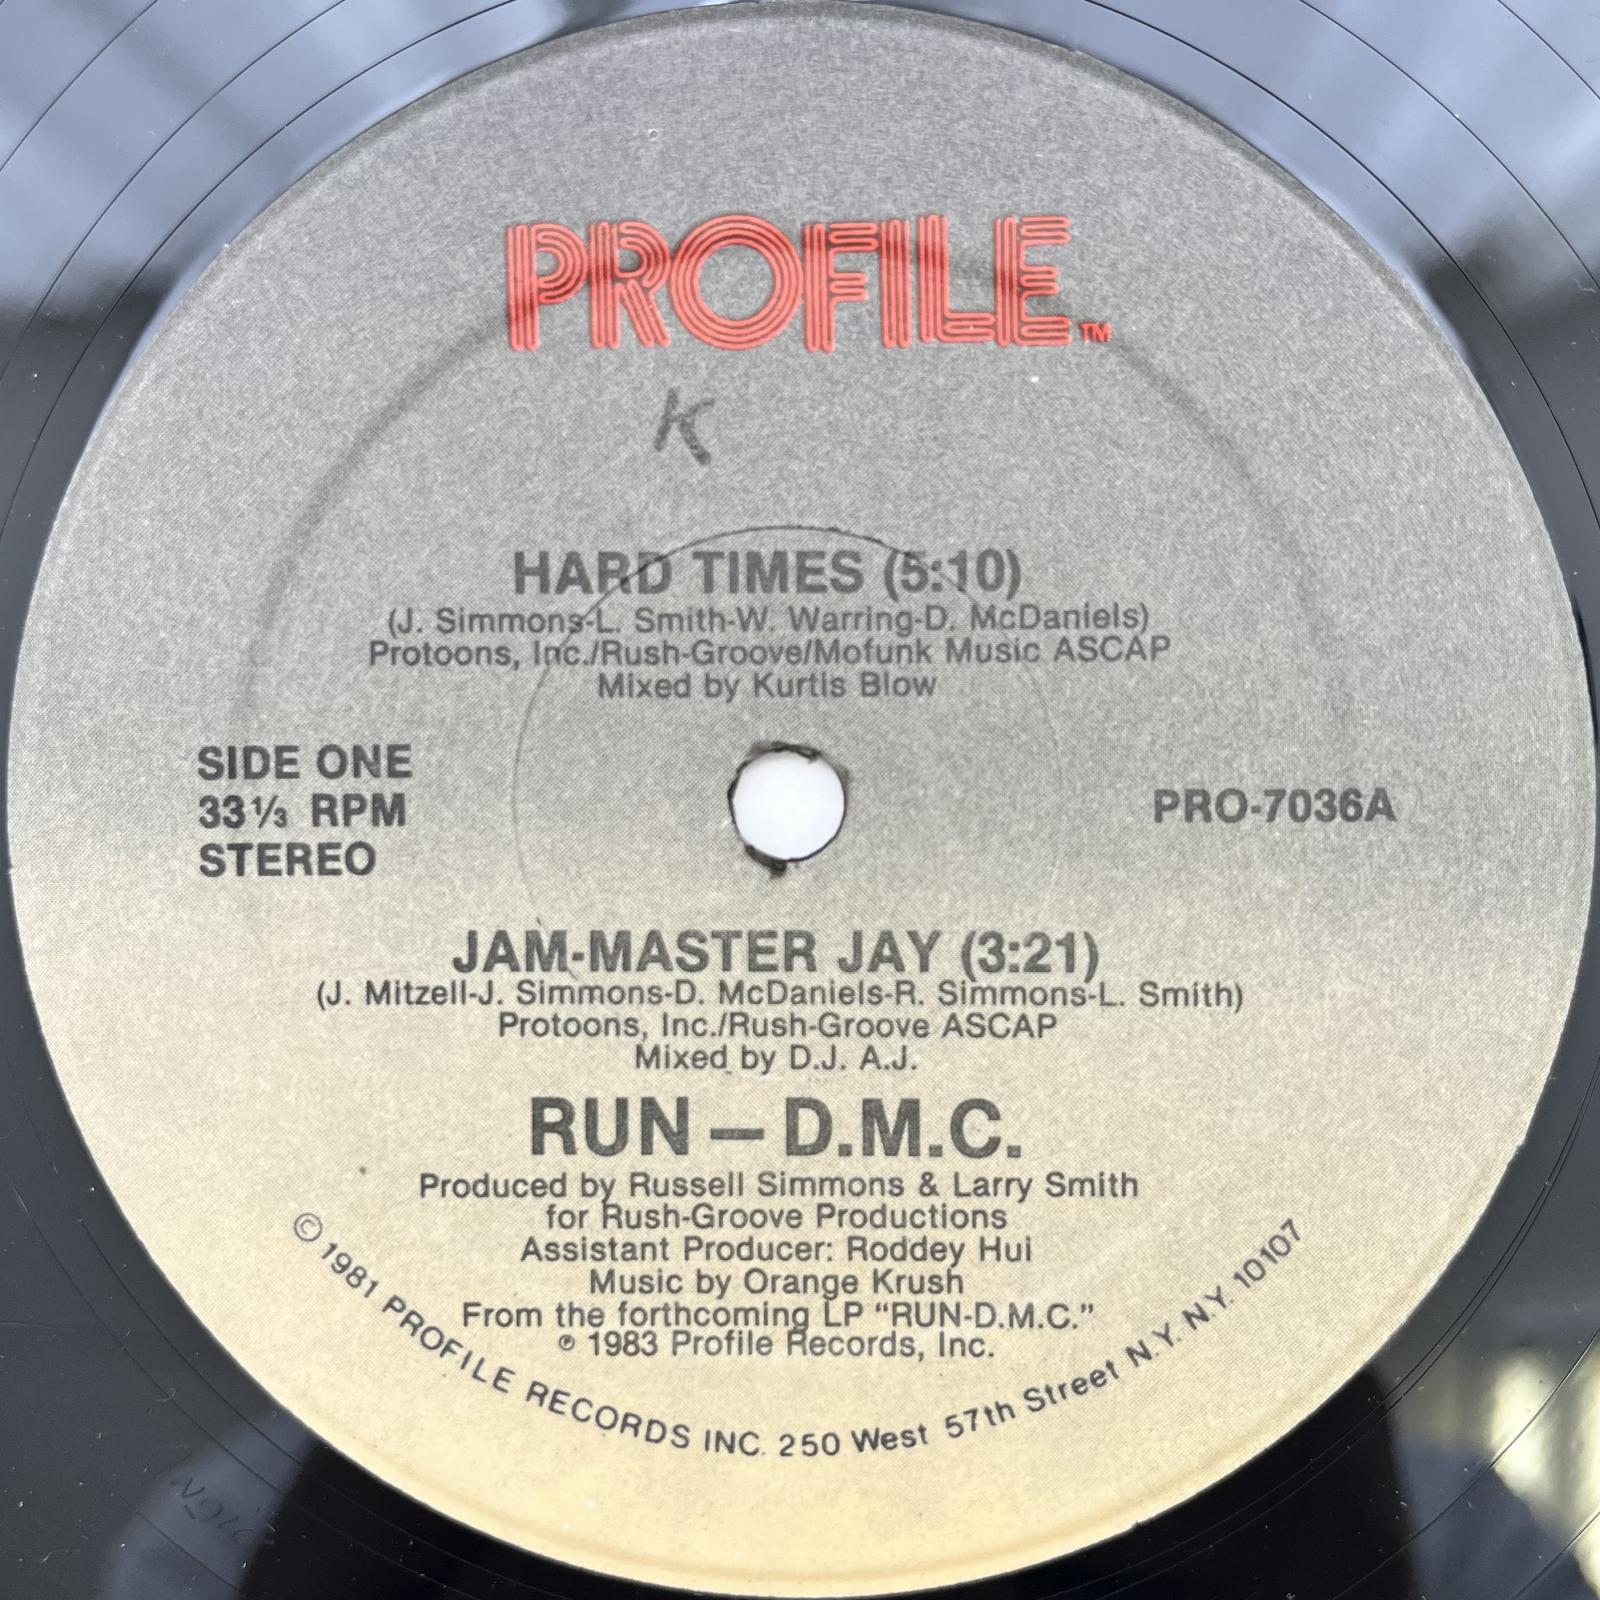 PROFILE™
K
HARD TIMES (5:10)
(J. Simmons-L. Smith-W. Warring-D. McDaniels)
Protoons, Inc./Rush-Groove/Mofunk Music ASCAP
Mixed by Kurtis Blow
SIDE ONE
33⅓ RPM
STEREO
PRO-7036A
JAM-MASTER JAY (3:21)
(J. Mitzell-J. Simmons-D. McDaniels-R. Simmons-L. Smith)
Protoons, Inc./Rush-Groove ASCAP
Mixed by D.J. A.J.
RUN — D.M.C.
Produced by Russell Simmons & Larry Smith
for Rush-Groove Productions
Assistant Producer: Roddey Hui
Music by Orange Krush
From the forthcoming LP “RUN-D.M.C.”
℗ 1983 Profile Records, Inc.
© 1981 PROFILE RECORDS INC. 250 West 57th Street N.Y. N.Y. 10107